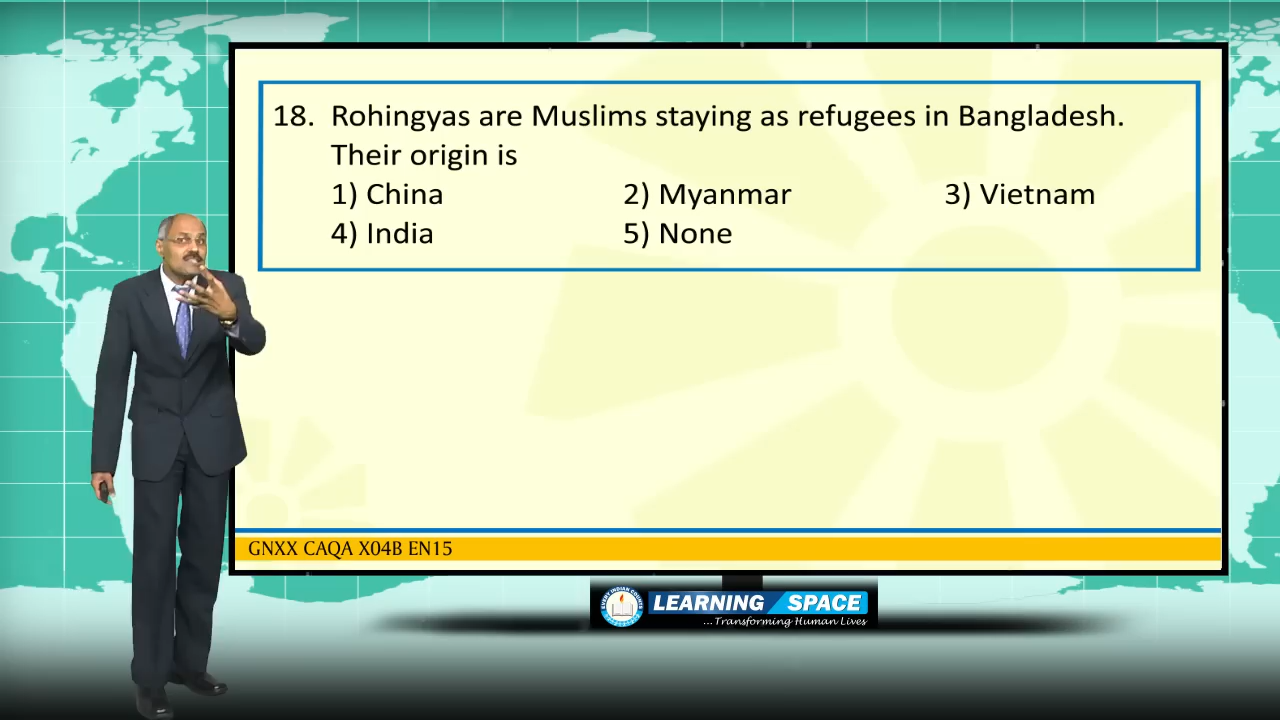 18. Rohingyas are Muslims staying as refugees in Bangladesh.
Their origin is
1) China 2) Myanmar 3) Vietnam
4) India 5) None
GNXX CAQA X04B EN15
LEARNING SPACE
...Transforming Human Lives